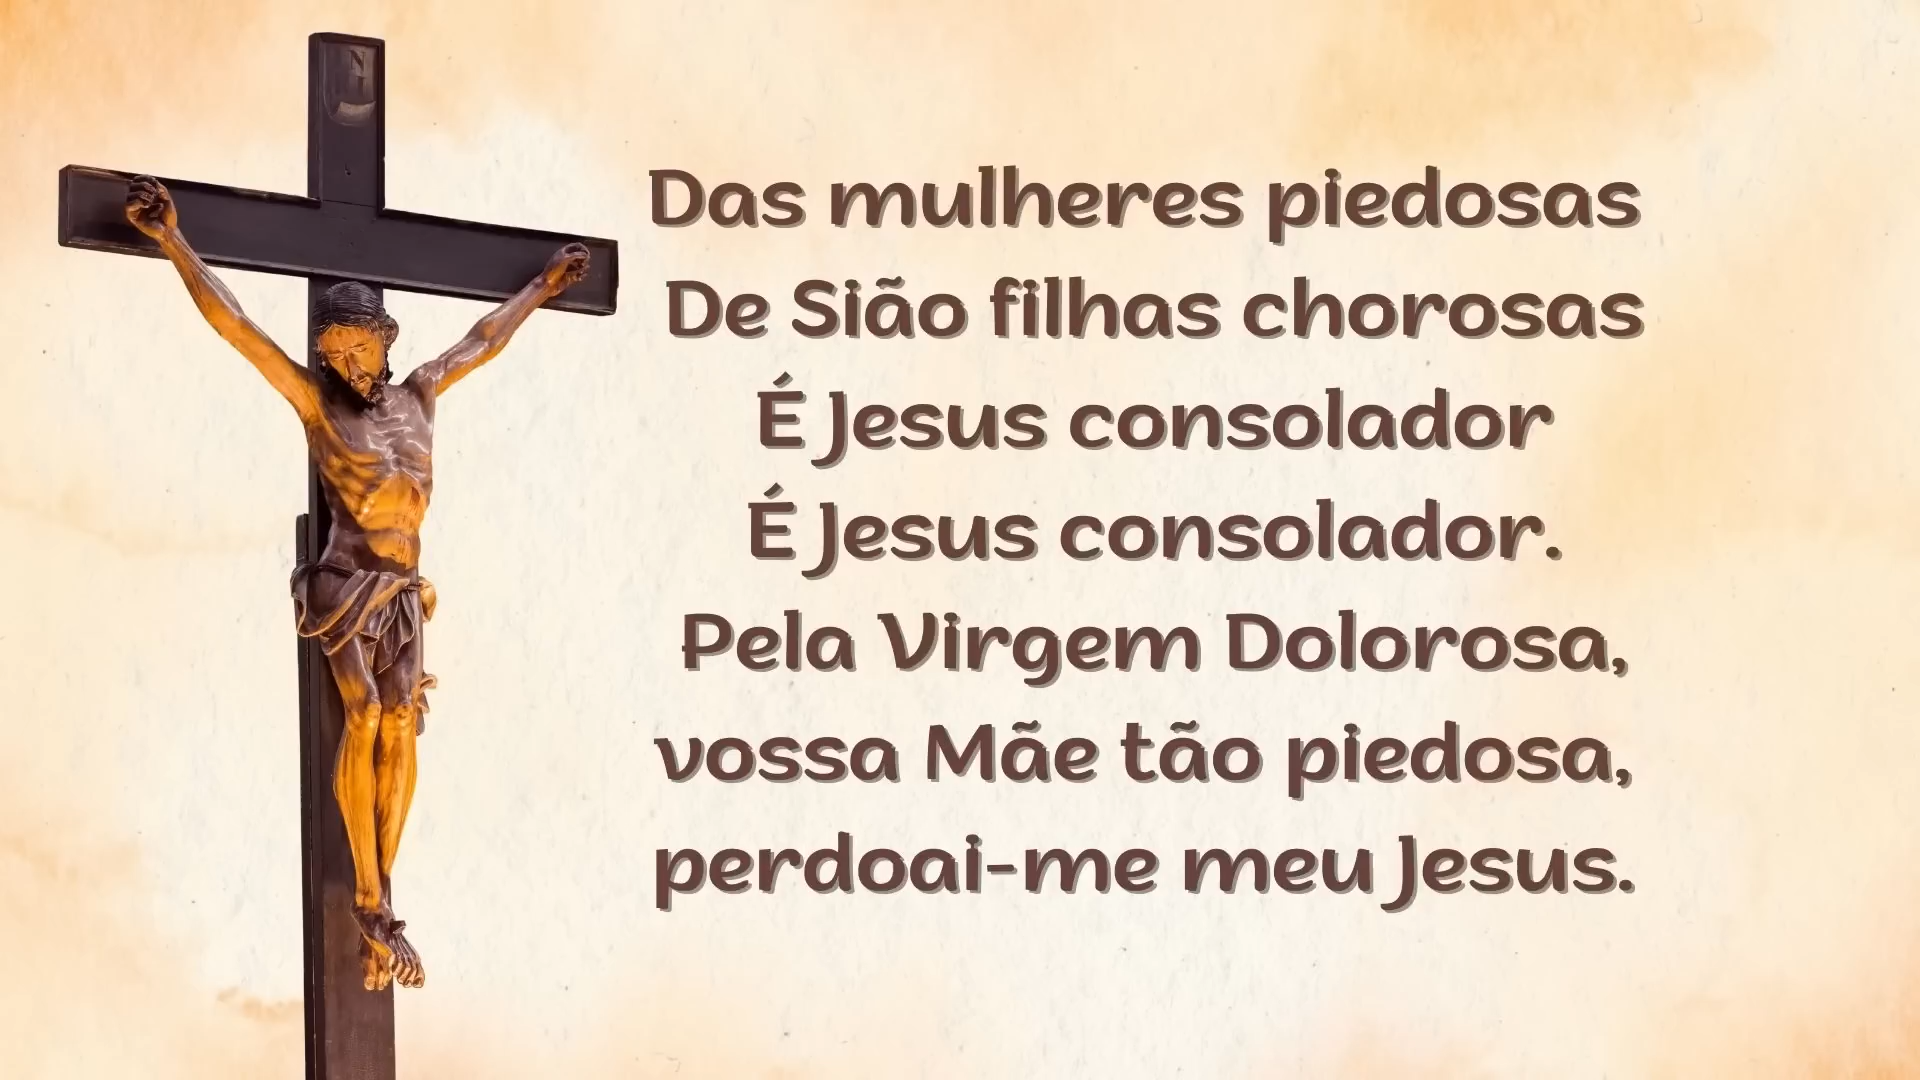 Das mulheres piedosas
De Sião filhas chorosas
É Jesus consolador
É Jesus consolador.
Pela Virgem Dolorosa,
vossa Mãe tão piedosa,
perdoai-me meu Jesus.